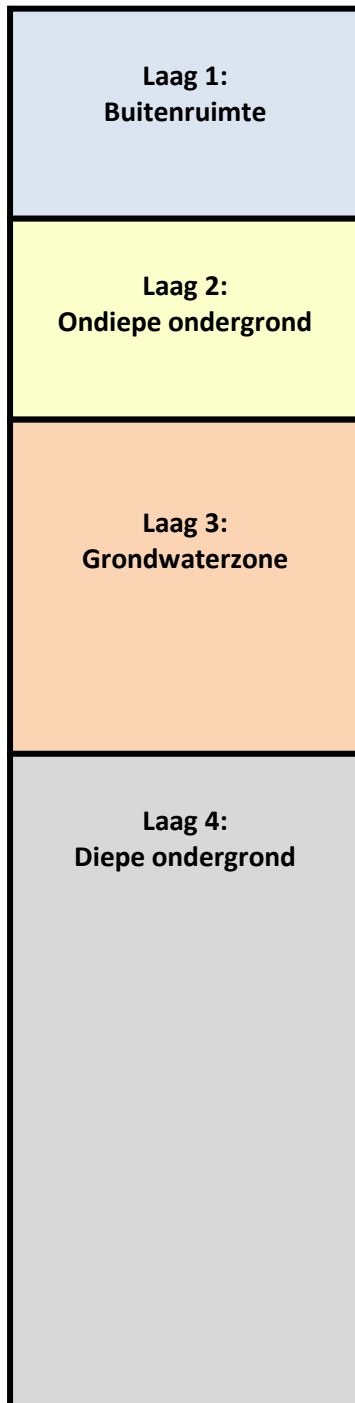 Laag 1:
Buitenruimte
Laag 2:
Ondiepe ondergrond
Laag 3:
Grondwaterzone
Laag 4:
Diepe ondergrond